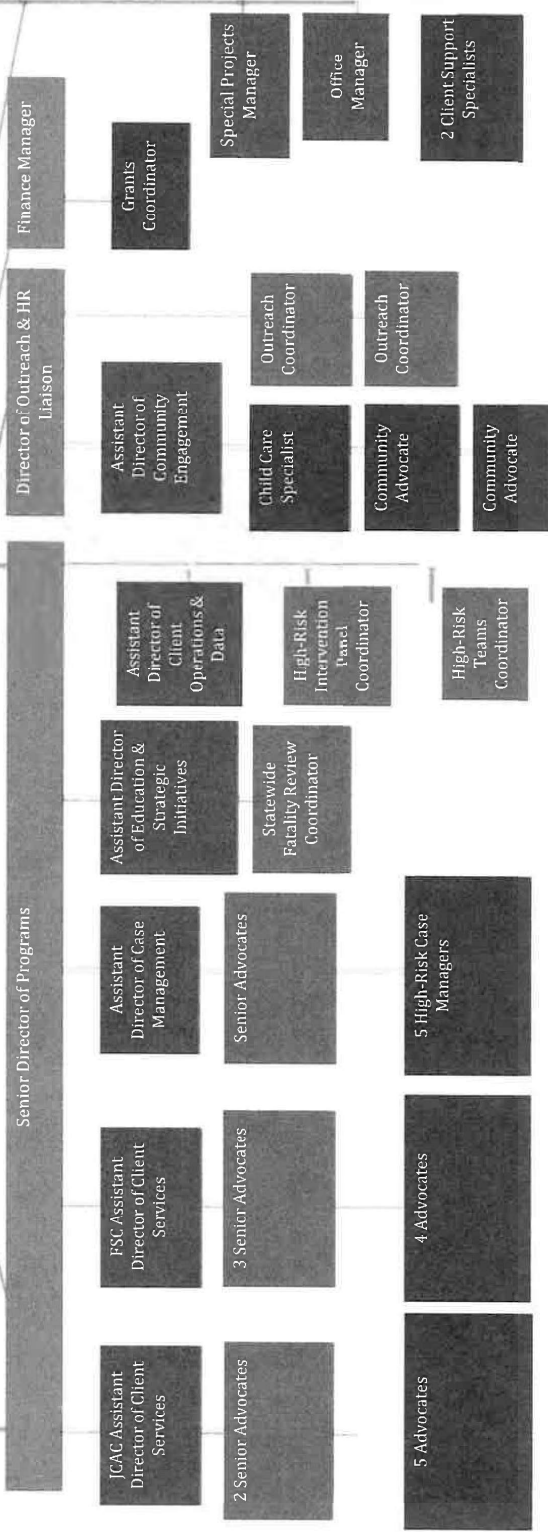 Senior Director of Programs
Director of Outreach & HR
Liaison
Finance Manager
JCAC Assistant
Director of Client
Services
2 Senior Advocates
5 Advocates
FSC Assistant
Director of Client
Services
3 Senior Advocates
4 Advocates
Assistant
Director of Case
Management
Senior Advocates
5 High-Risk Case
Managers
Assistant Director
of Education &
Strategic
Initiatives
Statewide
Fatality Review
Coordinator
Assistant
Director of
Client
Operations &
Data
High-Risk
Intervention
Panel
Coordinator
High-Risk
Teams
Coordinator
Assistant
Director of
Community
Engagement
Child Care
Specialist
Community
Advocate
Community
Advocate
Outreach
Coordinator
Outreach
Coordinator
Grants
Coordinator
Special Projects
Manager
Office
Manager
2 Client Support
Specialists